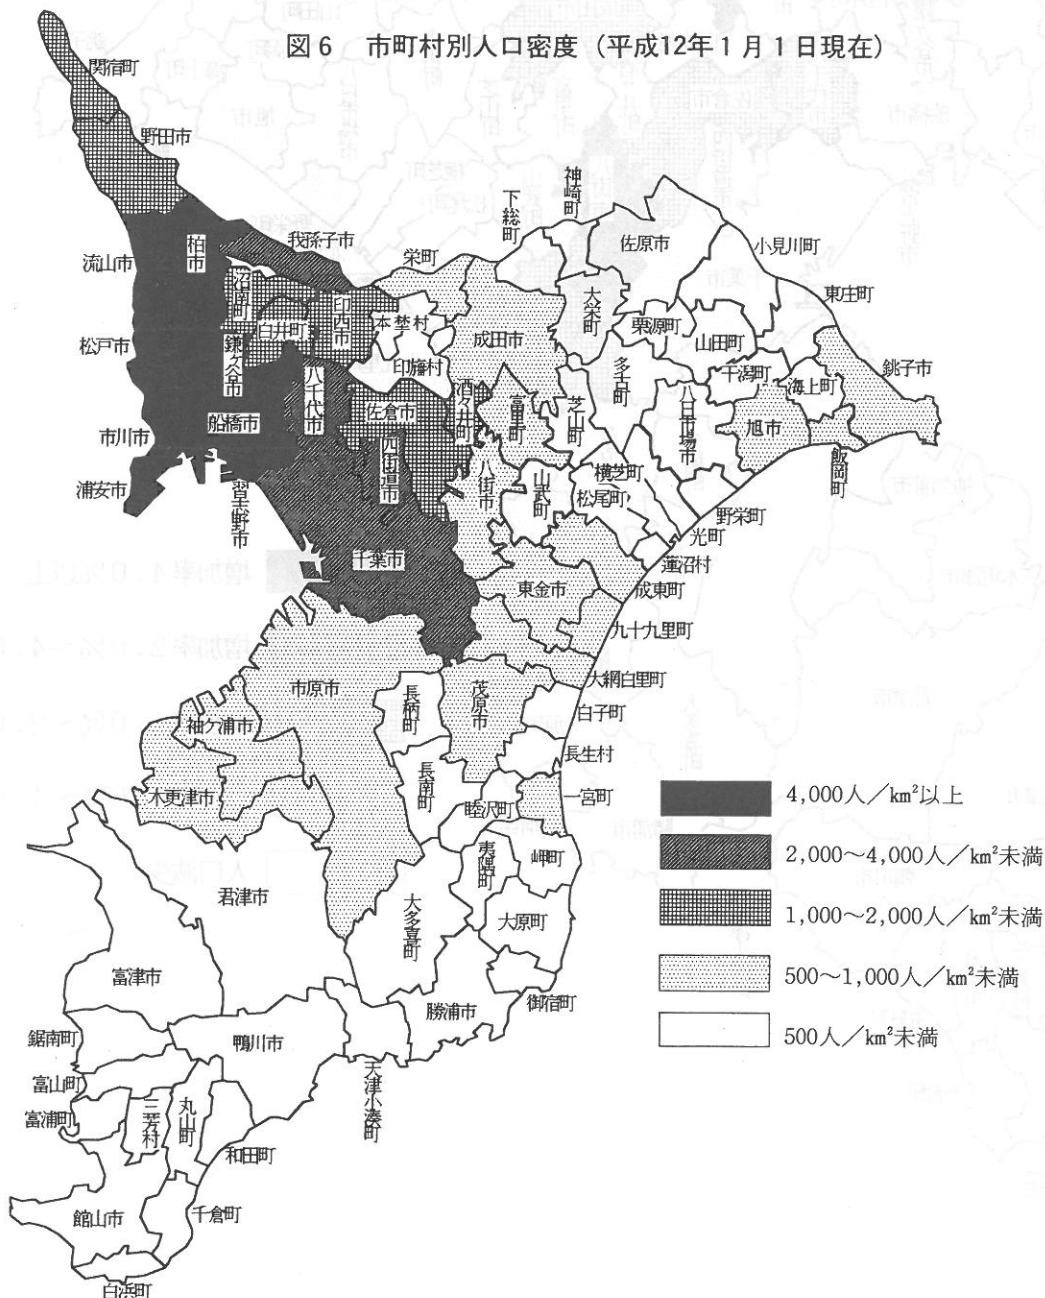 図6　市町村別人口密度（平成12年1月1日現在）
関宿町
野田市
我孫子市
柏市
流山市
沼南町
印西市
白井町
松戸市
鎌ヶ谷市
八千代市
船橋市
市川市
浦安市
習志野市
栄町
本埜村
印旛村
成田市
下総町
神崎町
大栄町
佐原市
小見川町
東庄町
栗源町
山田町
多古町
干潟町
海上町
銚子市
旭市
飯岡町
八日市場市
佐倉市
酒々井町
富里町
芝山町
四街道市
八街市
山武町
横芝町
松尾町
野栄町
光町
蓮沼村
千葉市
東金市
成東町
九十九里町
大網白里町
市原市
長柄町
茂原市
白子町
袖ケ浦市
長生村
長南町
木更津市
睦沢町
一宮町
夷隅町
岬町
君津市
大多喜町
大原町
富津市
勝浦市
御宿町
鋸南町
鴨川市
天津小湊町
富山町
富浦町
三芳村
丸山町
和田町
館山市
千倉町
白浜町
4,000人／km²以上
2,000〜4,000人／km²未満
1,000〜2,000人／km²未満
500〜1,000人／km²未満
500人／km²未満